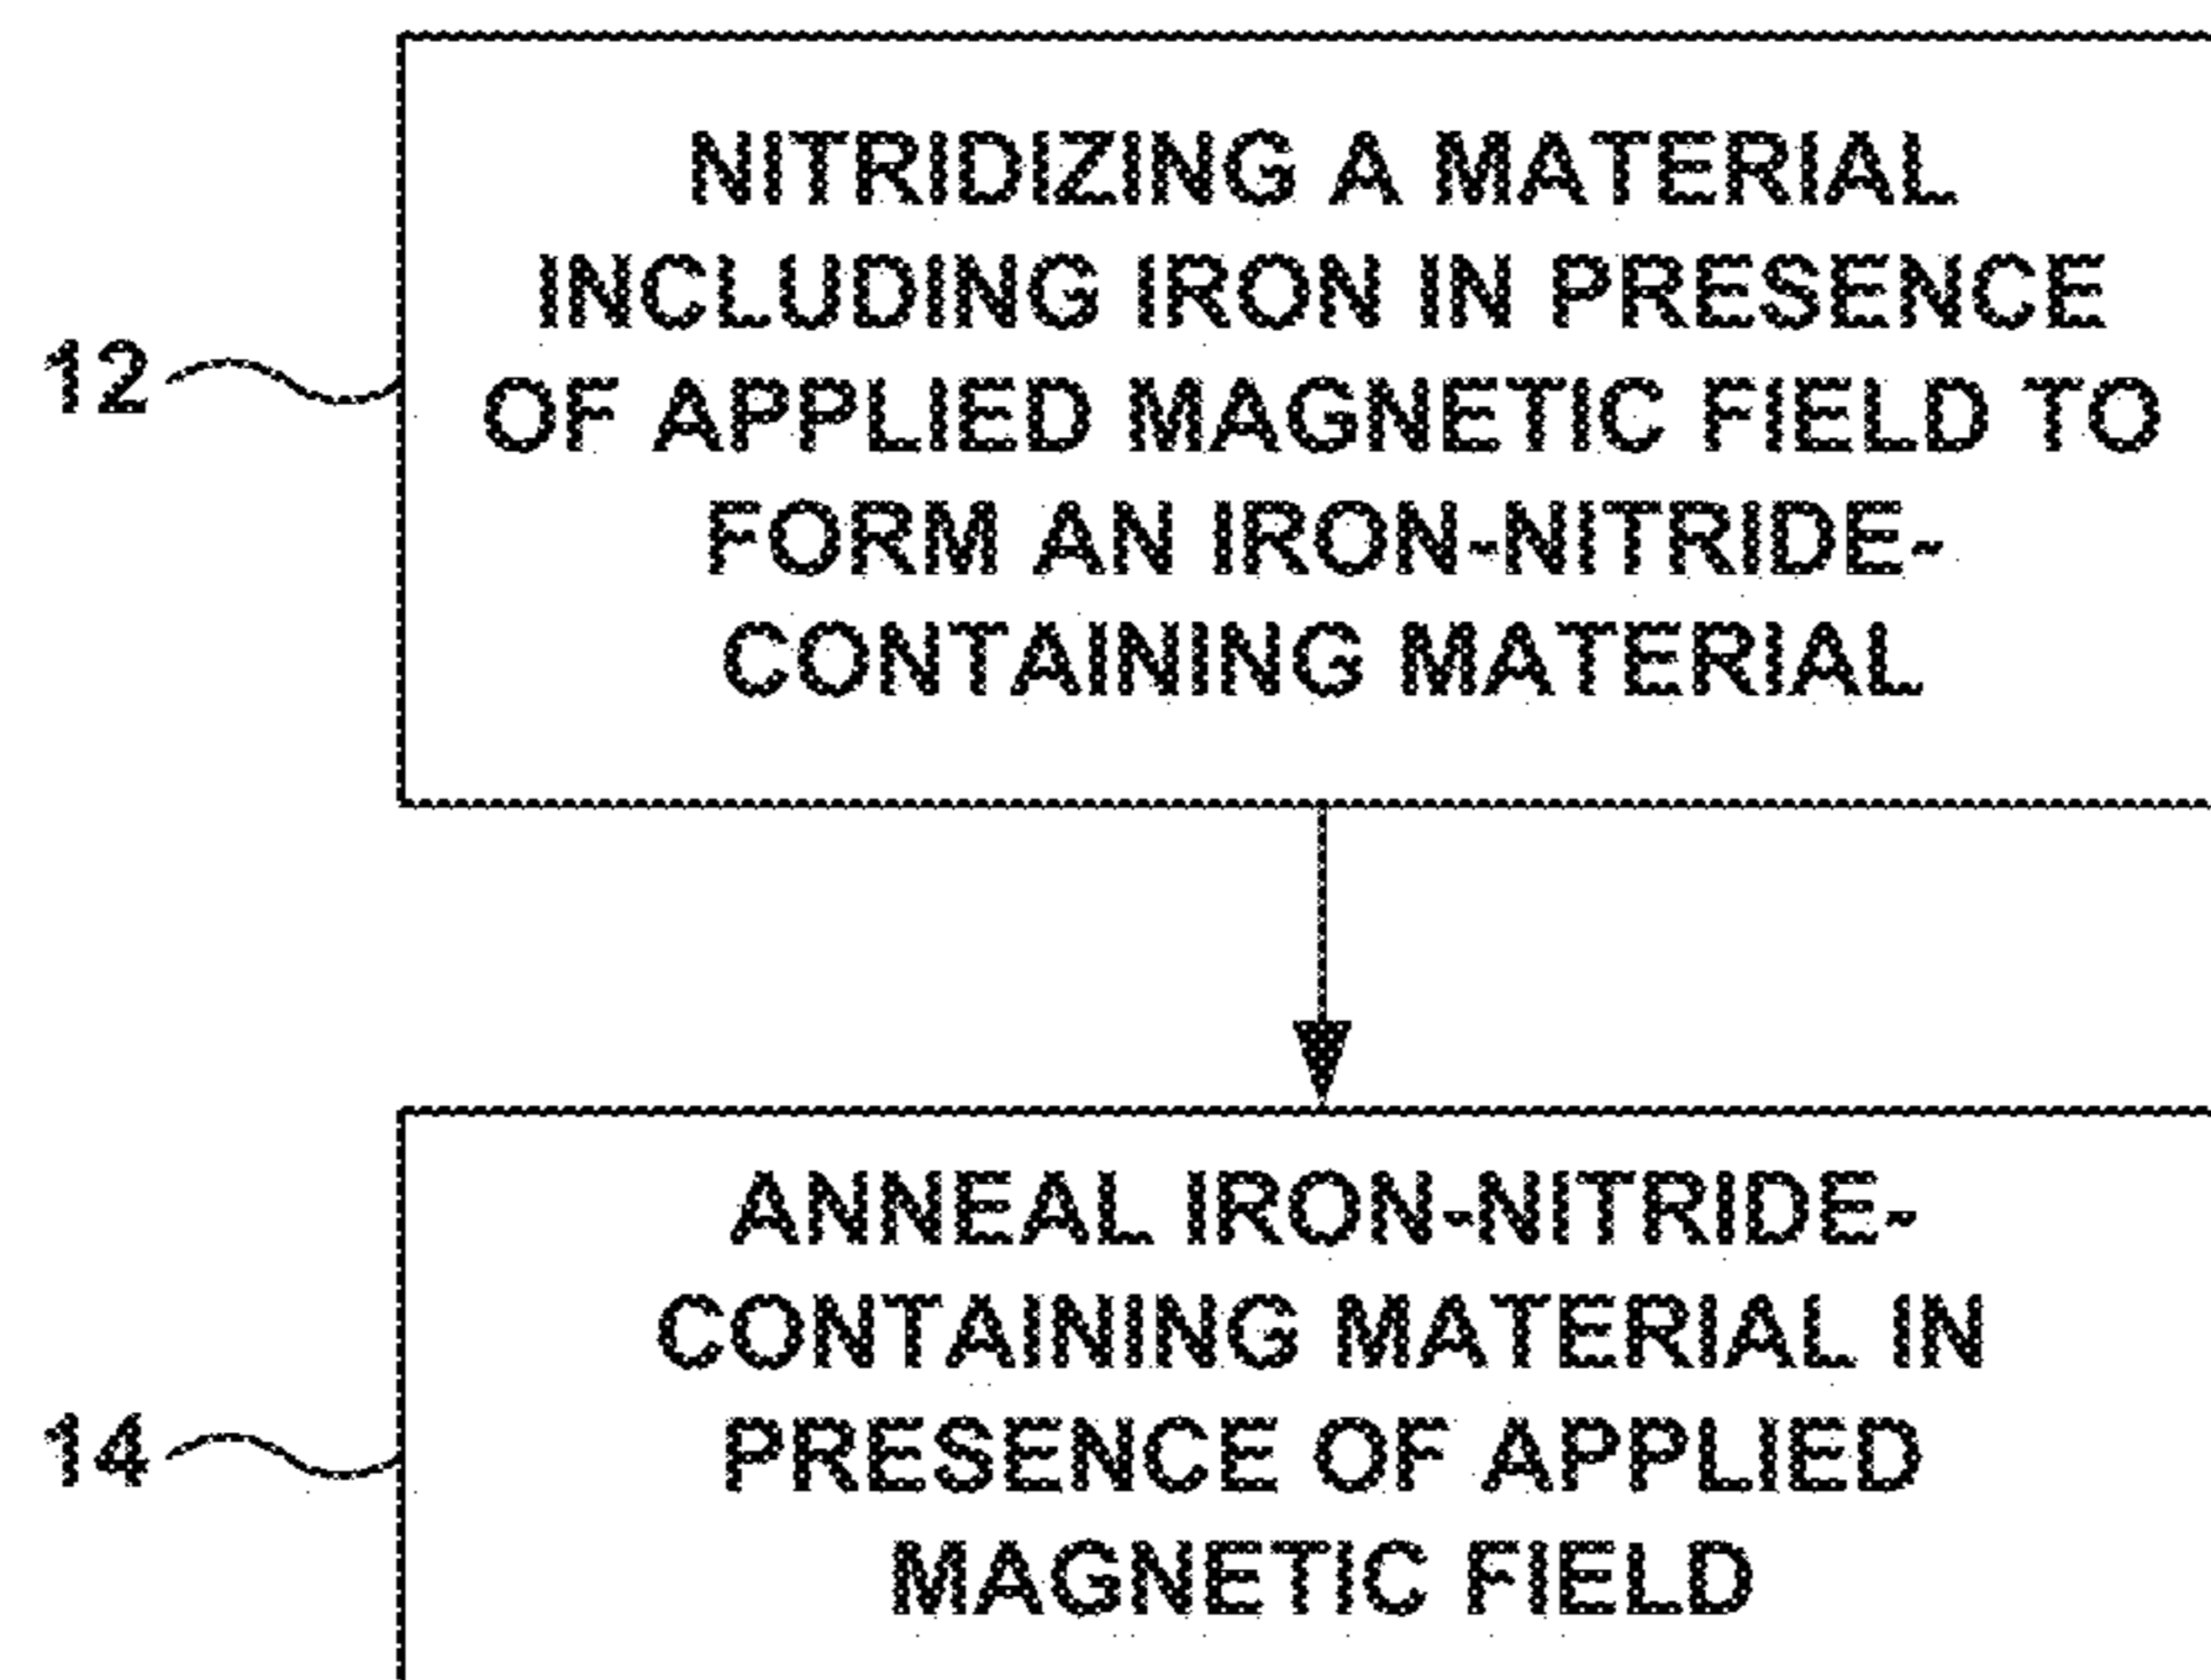 NITRIDIZING A MATERIAL
INCLUDING IRON IN PRESENCE
12 OF APPLIED MAGNETIC FIELD TO
FORM AN IRON-NITRIDE-
CONTAINING MATERIAL
ANNEAL IRON-NITRIDE-
CONTAINING MATERIAL IN
14 PRESENCE OF APPLIED
MAGNETIC FIELD